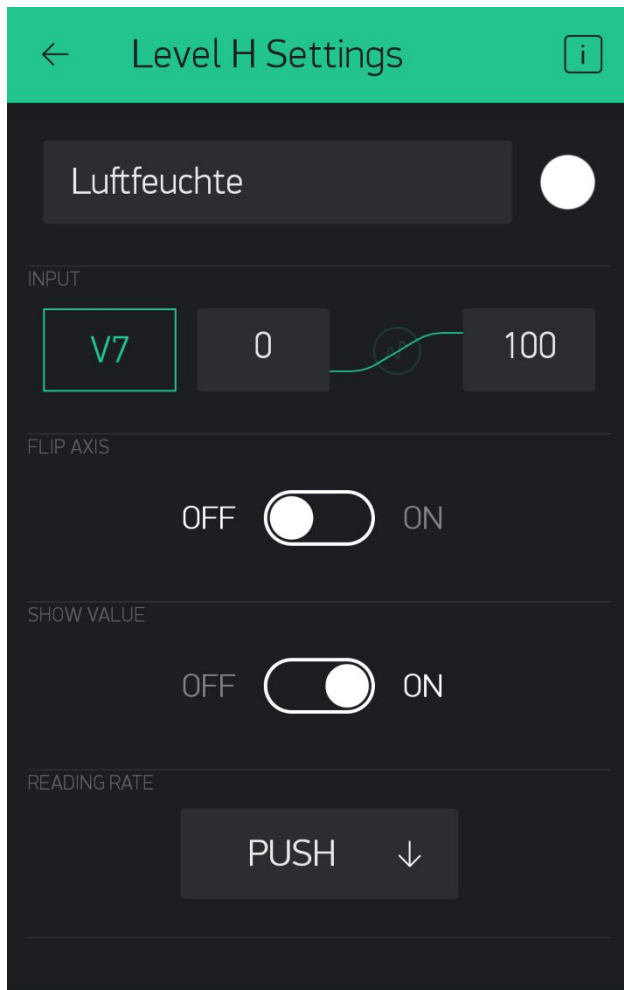 Level H Settings
i
Luftfeuchte
INPUT
V7 0 100
FLIP AXIS
OFF ON
SHOW VALUE
OFF ON
READING RATE
PUSH